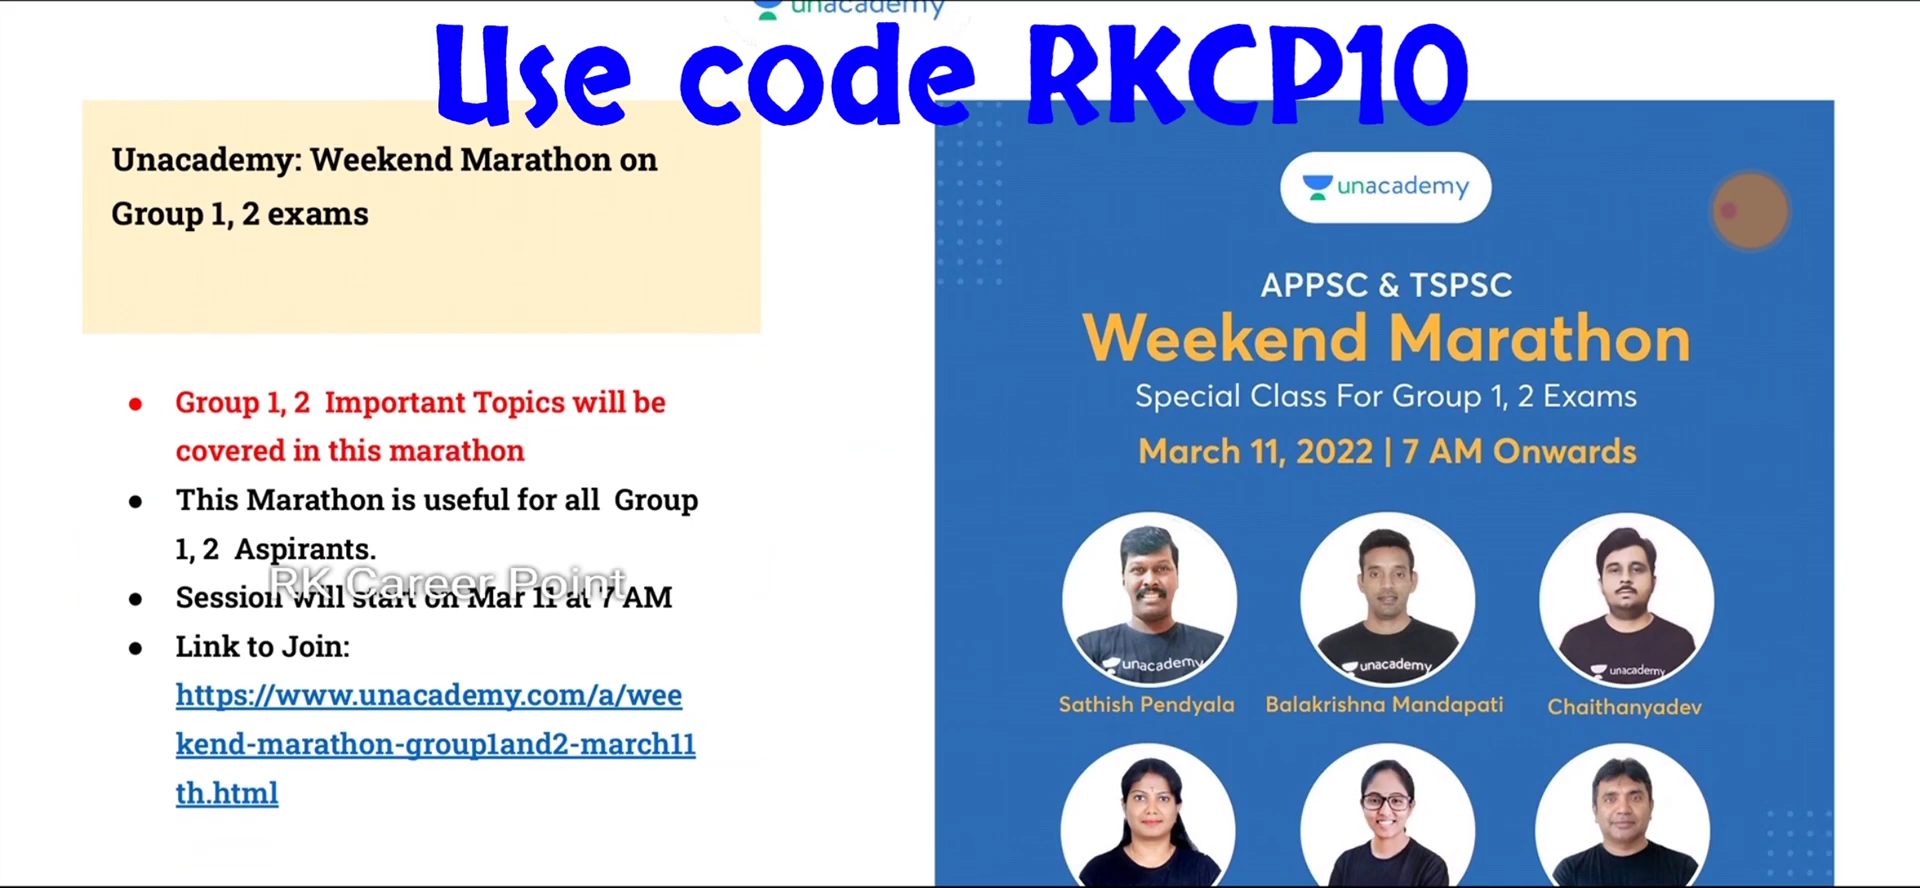 unacademy
Use code RKCP10
Unacademy: Weekend Marathon on
Group 1, 2 exams
Group 1, 2 Important Topics will be
covered in this marathon
This Marathon is useful for all Group
1, 2 Aspirants.
RK Career Point
Session will start on Mar 11 at 7 AM
Link to Join:
https://www.unacademy.com/a/wee
kend-marathon-group1and2-march11
th.html
unacademy
APPSC & TSPSC
Weekend Marathon
Special Class For Group 1, 2 Exams
March 11, 2022 | 7 AM Onwards
unacademy
unacademy
unacademy
Sathish Pendyala
Balakrishna Mandapati
Chaithanyadev